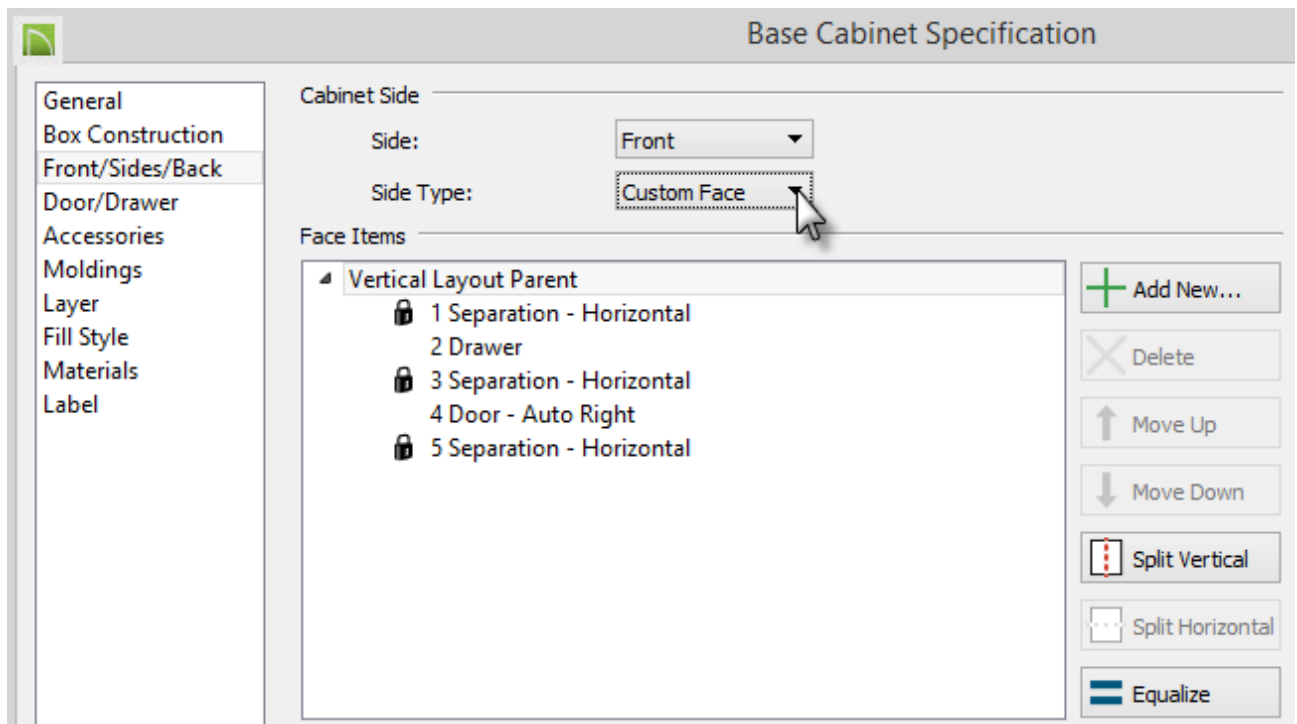 Base Cabinet Specification
General
Box Construction
Front/Sides/Back
Door/Drawer
Accessories
Moldings
Layer
Fill Style
Materials
Label
Cabinet Side
Side: Front
Side Type: Custom Face
Face Items
Vertical Layout Parent
1 Separation - Horizontal
2 Drawer
3 Separation - Horizontal
4 Door - Auto Right
5 Separation - Horizontal
Add New...
Delete
Move Up
Move Down
Split Vertical
Split Horizontal
Equalize